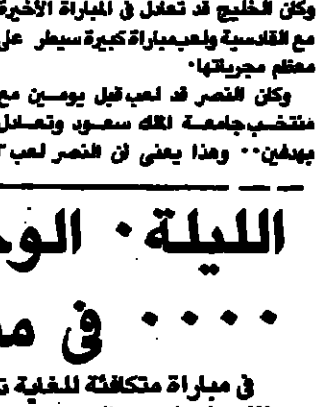 وكان الخليج قد تعادل في المباراة الأخيرة
مع القادسية ولعب مباراة كبيرة سيطر على
معظم مجرياتها.
وكان النصر قد لعب قبل يومين مع
منتخب جامعة الملك سعود وتعادل
بهدفين.. وهذا يعني أن النصر لعب
الليلة. الوح
.... في مـ
في مباراة متكافئة للغاية